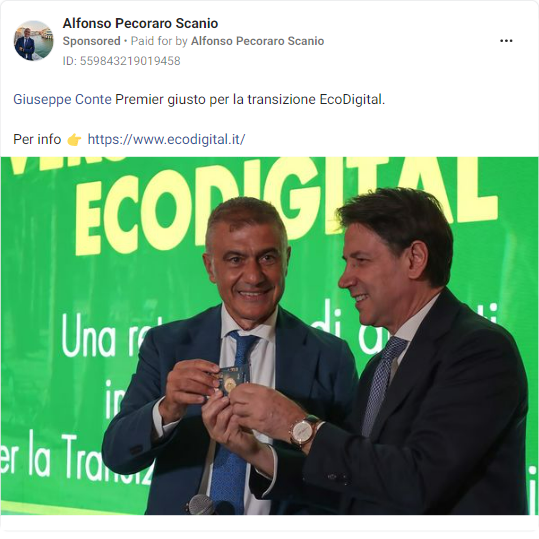 Alfonso Pecoraro Scanio
Sponsored • Paid for by Alfonso Pecoraro Scanio
ID: 559843219019458
Giuseppe Conte Premier giusto per la transizione EcoDigital.
Per info 👉 https://www.ecodigital.it/
ECODIGITAL
Una
di
in
er la